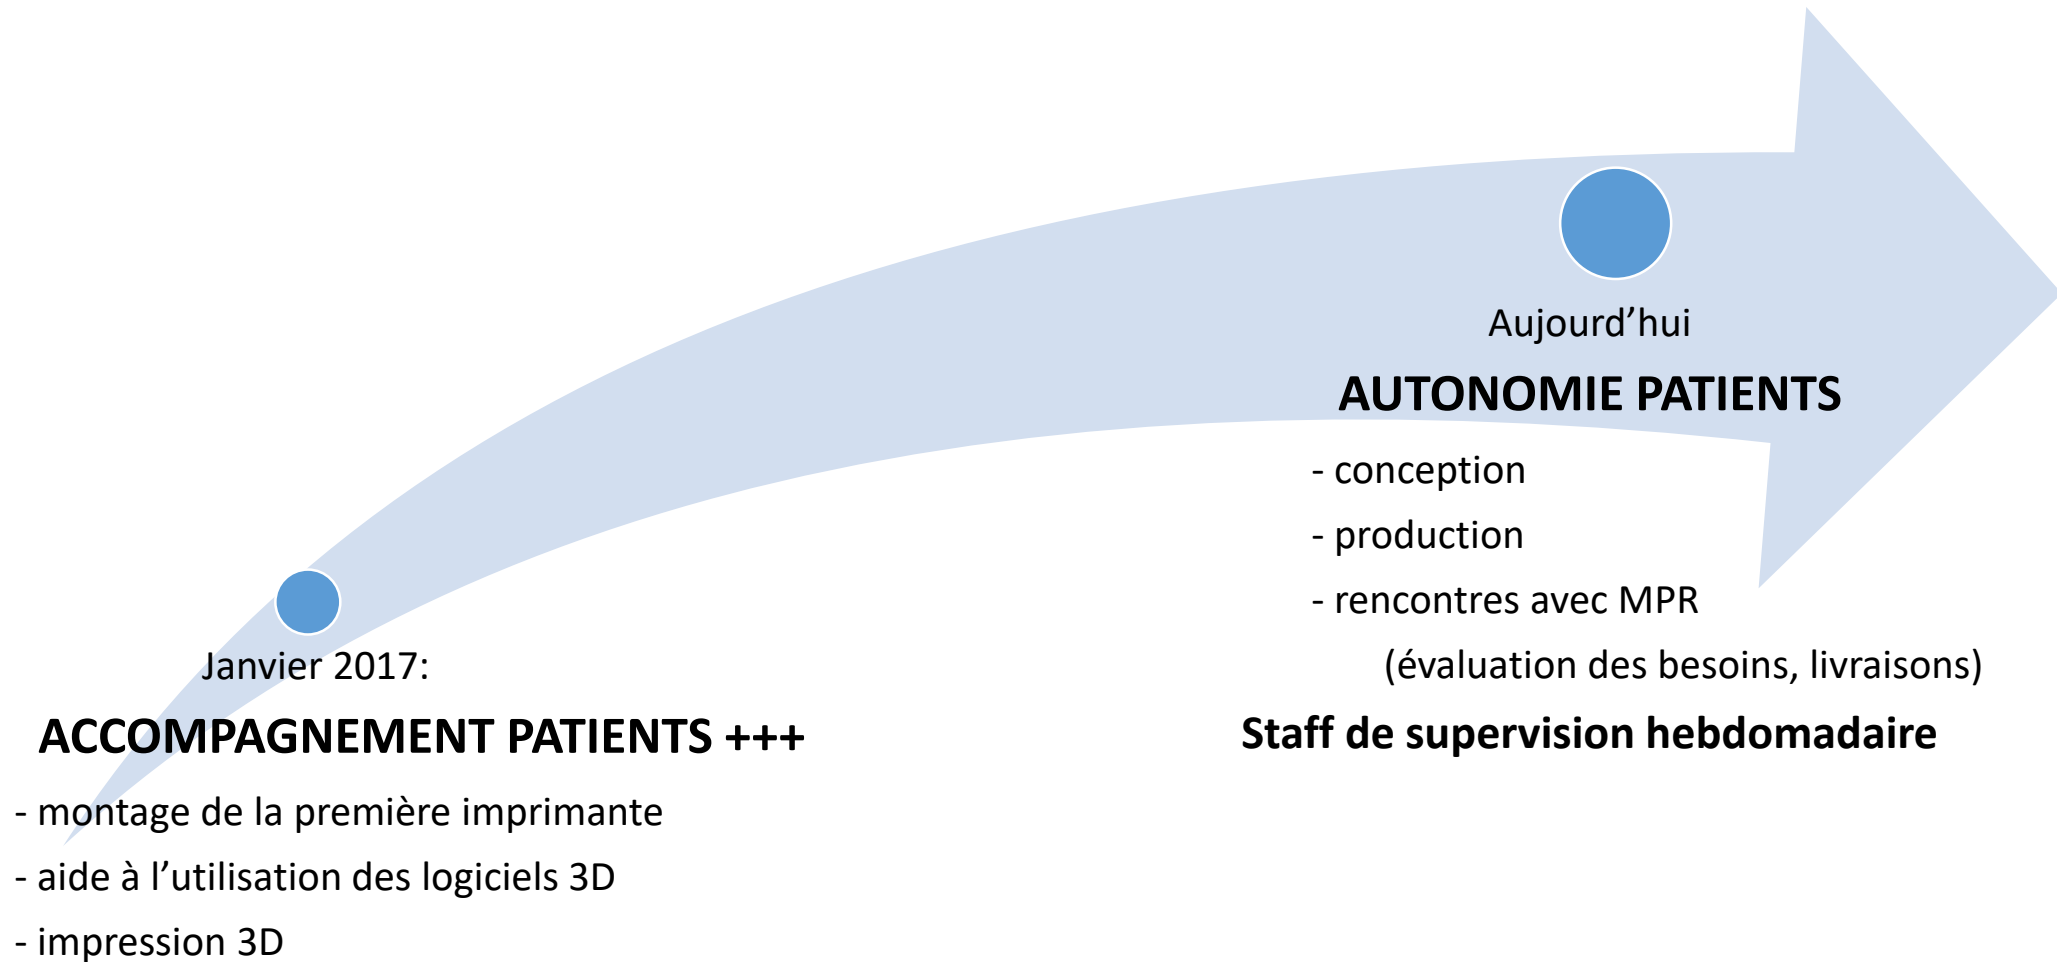 Janvier 2017:
ACCOMPAGNEMENT PATIENTS +++
- montage de la première imprimante
- aide à l’utilisation des logiciels 3D
- impression 3D
Aujourd’hui
AUTONOMIE PATIENTS
- conception
- production
- rencontres avec MPR
(évaluation des besoins, livraisons)
Staff de supervision hebdomadaire